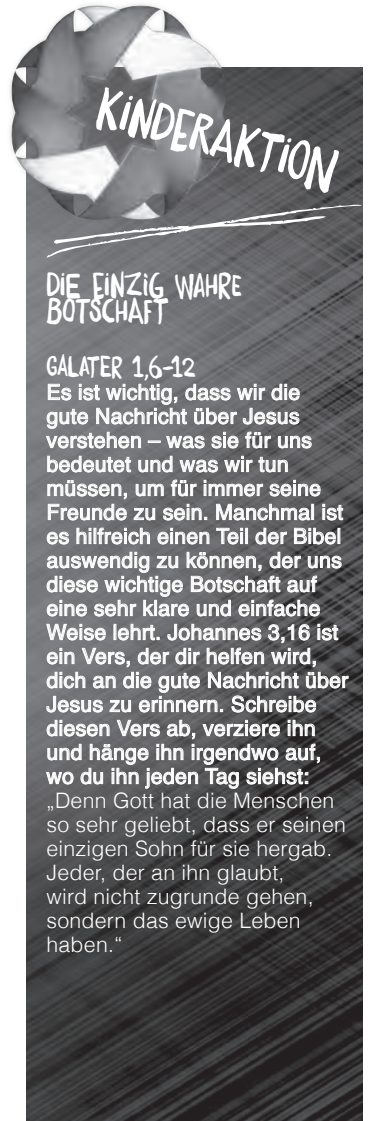 KiNDERAKTiON
DiE EiNZiG WAHRE
BOTSCHAFT
GALATER 1,6-12
Es ist wichtig, dass wir die
gute Nachricht über Jesus
verstehen – was sie für uns
bedeutet und was wir tun
müssen, um für immer seine
Freunde zu sein. Manchmal ist
es hilfreich einen Teil der Bibel
auswendig zu können, der uns
diese wichtige Botschaft auf
eine sehr klare und einfache
Weise lehrt. Johannes 3,16 ist
ein Vers, der dir helfen wird,
dich an die gute Nachricht über
Jesus zu erinnern. Schreibe
diesen Vers ab, verziere ihn
und hänge ihn irgendwo auf,
wo du ihn jeden Tag siehst:
„Denn Gott hat die Menschen
so sehr geliebt, dass er seinen
einzigen Sohn für sie hergab.
Jeder, der an ihn glaubt,
wird nicht zugrunde gehen,
sondern das ewige Leben
haben.“